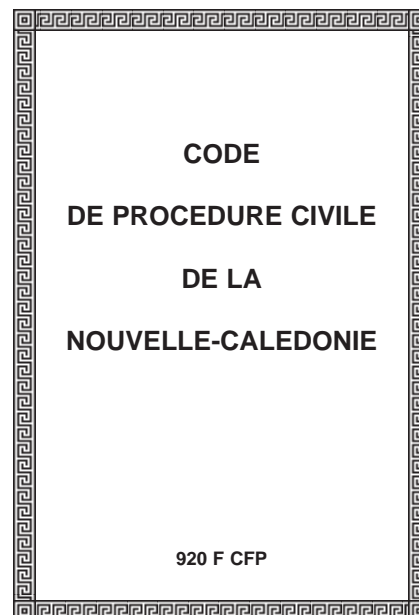 CODE
DE PROCEDURE CIVILE
DE LA
NOUVELLE-CALEDONIE
920 F CFP